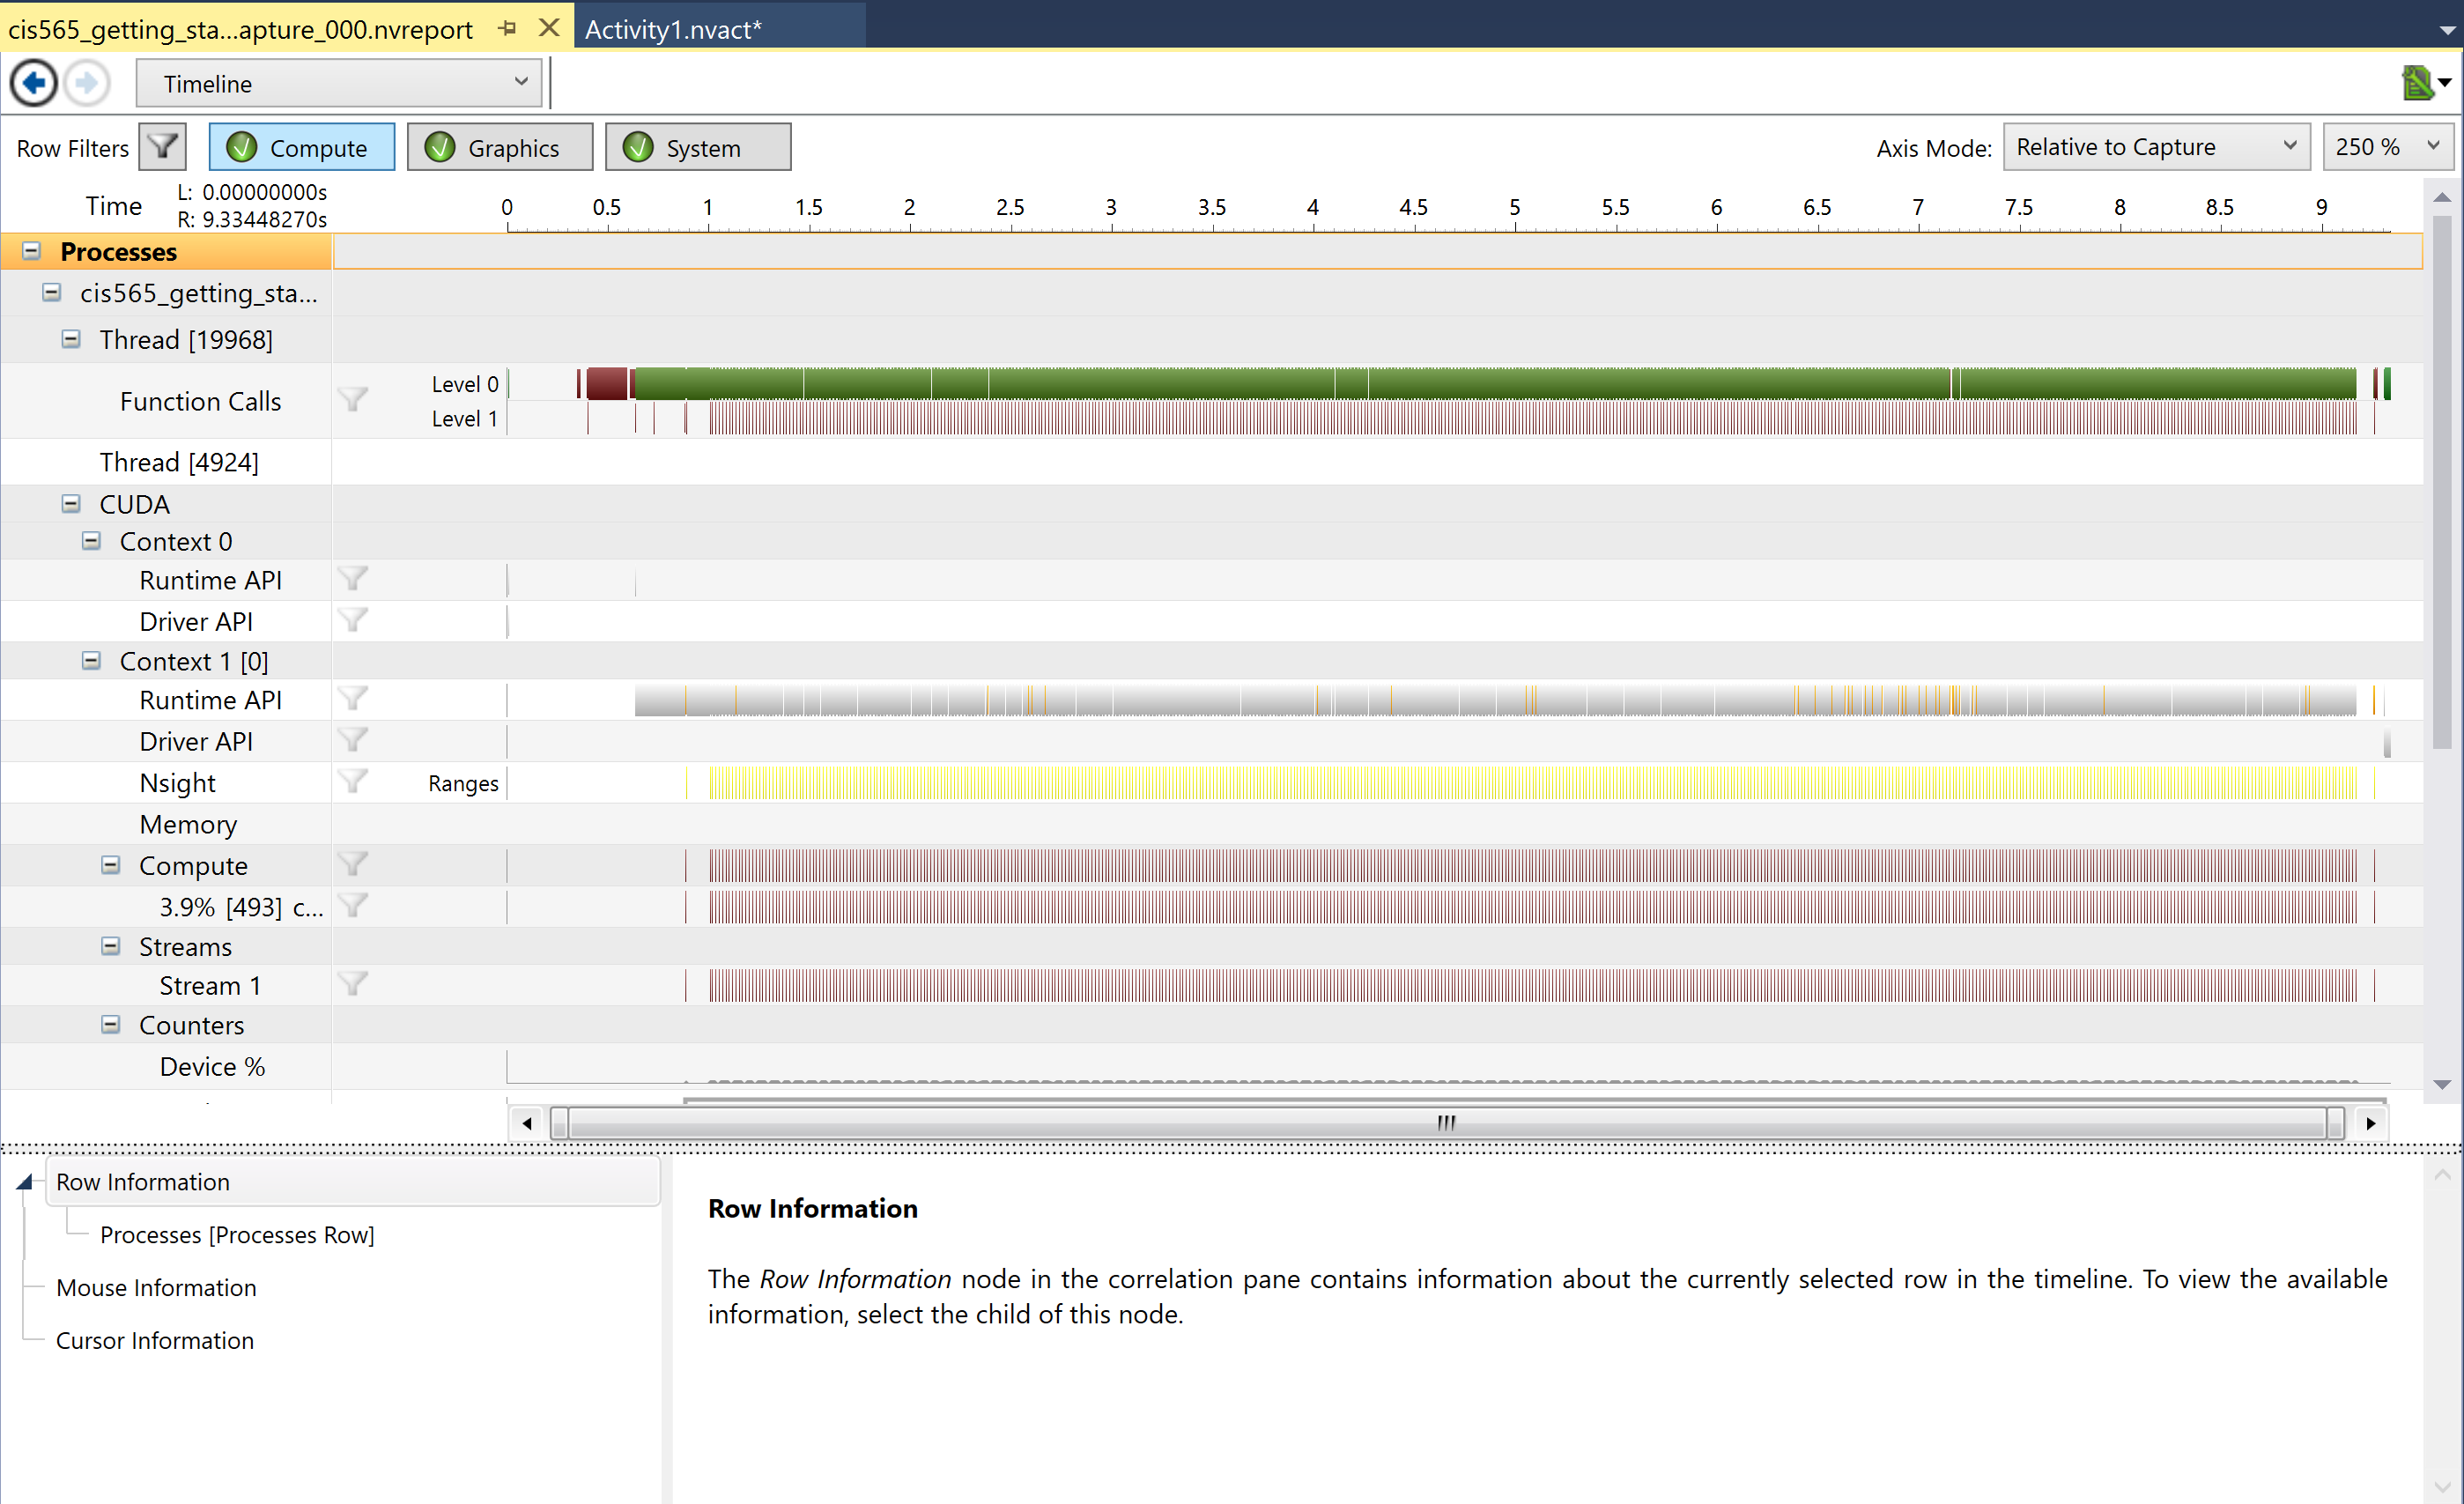 cis565_getting_sta...apture_000.nvreport
Activity1.nvact*
Timeline
Row Filters
Compute
Graphics
System
Axis Mode:
Relative to Capture
250 %
Time
L: 0.00000000s
R: 9.33448270s
0 0.5 1 1.5 2 2.5 3 3.5 4 4.5 5 5.5 6 6.5 7 7.5 8 8.5 9
Processes
cis565_getting_sta...
Thread [19968]
Function Calls
Level 0
Level 1
Thread [4924]
CUDA
Context 0
Runtime API
Driver API
Context 1 [0]
Runtime API
Driver API
Nsight
Ranges
Memory
Compute
3.9% [493] c...
Streams
Stream 1
Counters
Device %
Row Information
Processes [Processes Row]
Mouse Information
Cursor Information
Row Information
The Row Information node in the correlation pane contains information about the currently selected row in the timeline. To view the available
information, select the child of this node.